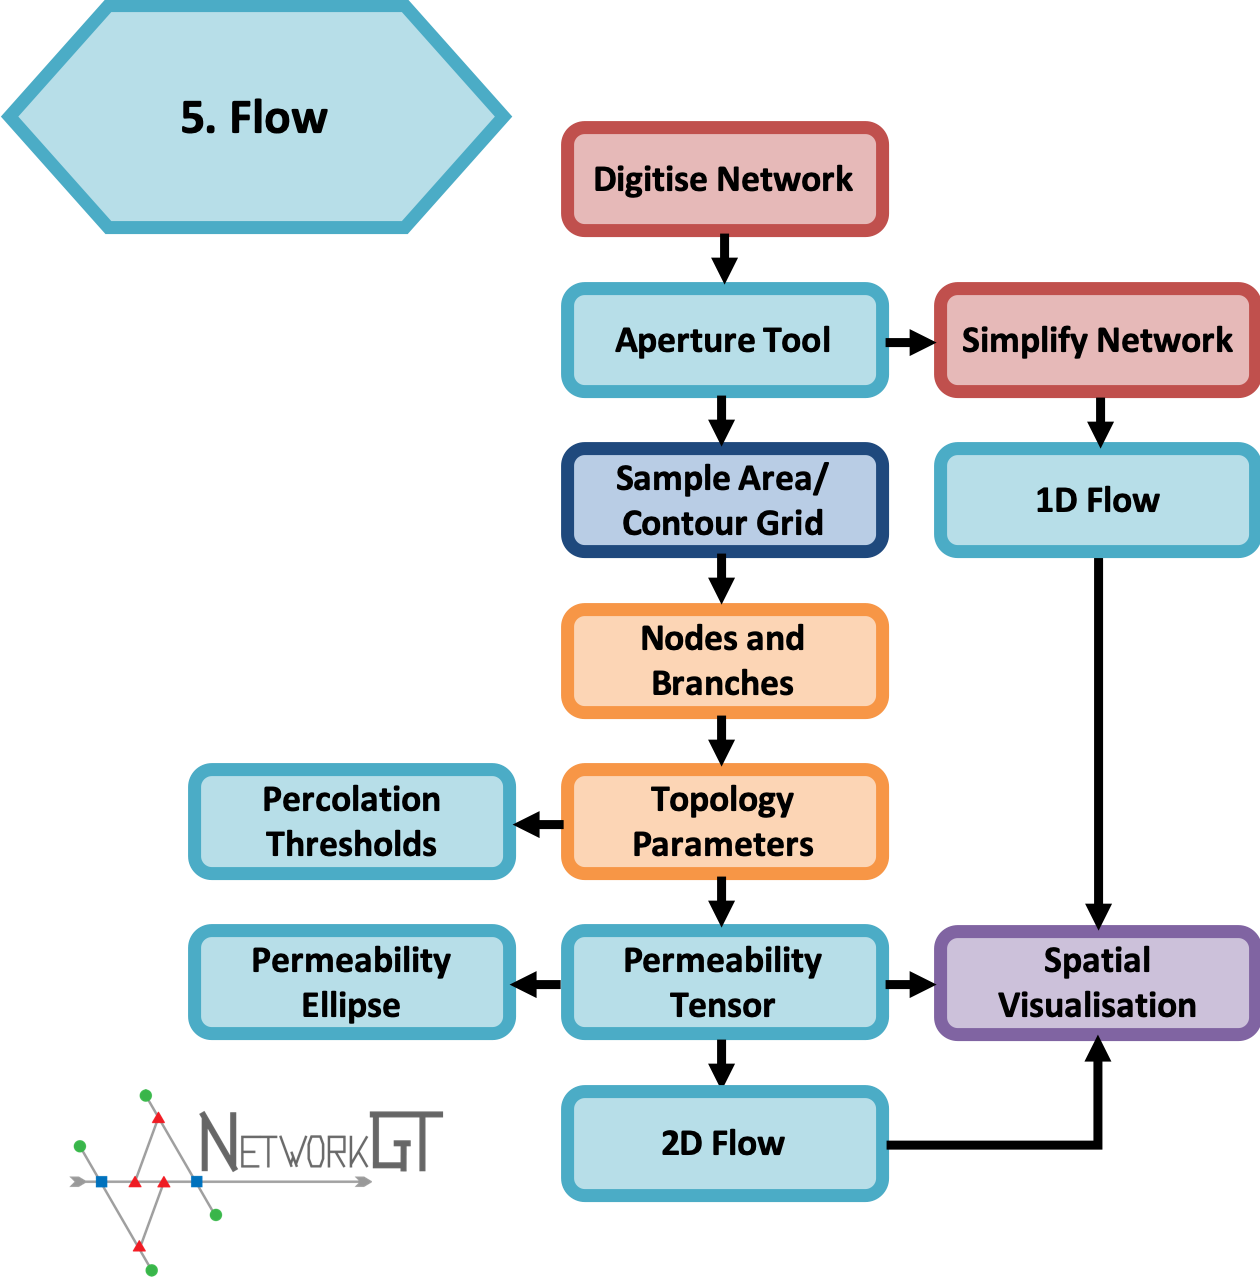 5. Flow
Digitise Network
Aperture Tool
Simplify Network
Sample Area/
Contour Grid
1D Flow
Nodes and
Branches
Percolation
Thresholds
Topology
Parameters
Permeability
Ellipse
Permeability
Tensor
Spatial
Visualisation
2D Flow
NETWORKGT